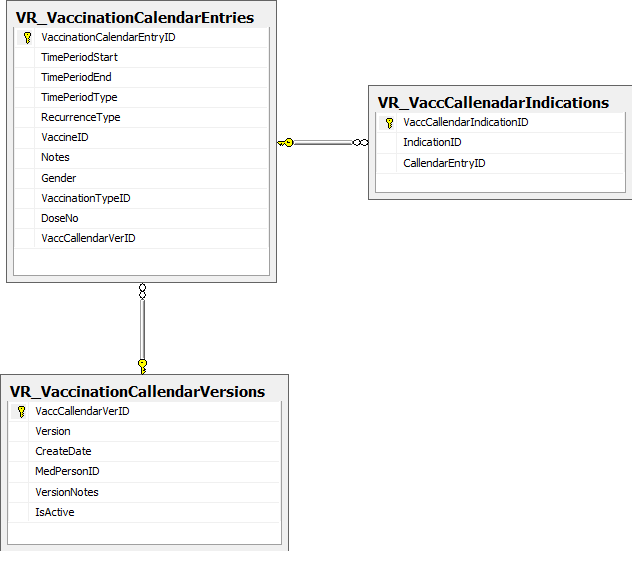 VR_VaccinationCalendarEntries
VaccinationCalendarEntryID
TimePeriodStart
TimePeriodEnd
TimePeriodType
RecurrenceType
VaccineID
Notes
Gender
VaccinationTypeID
DoseNo
VaccCallendarVerID
VR_VaccCallenadarIndications
VaccCallendarIndicationID
IndicationID
CallendarEntryID
VR_VaccinationCallendarVersions
VaccCallendarVerID
Version
CreateDate
MedPersonID
VersionNotes
IsActive